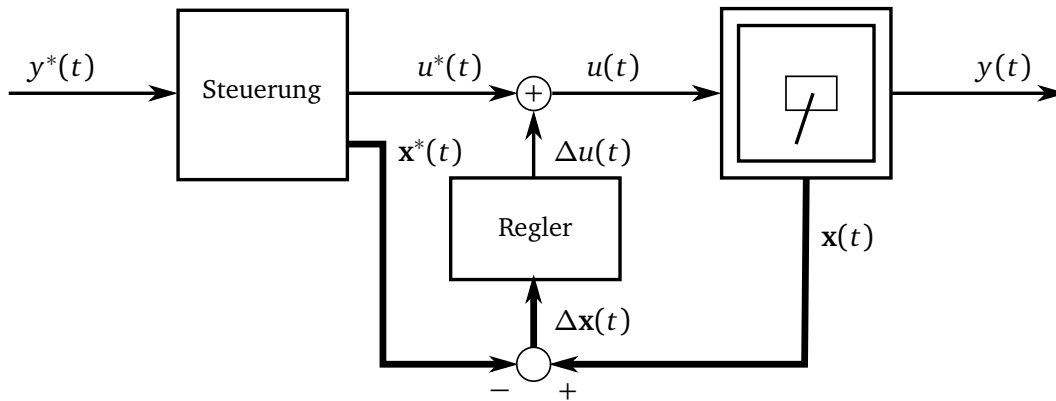 y*(t)
Steuerung
u*(t)
+
u(t)
y(t)
x*(t)
Δu(t)
Regler
x(t)
Δx(t)
− +